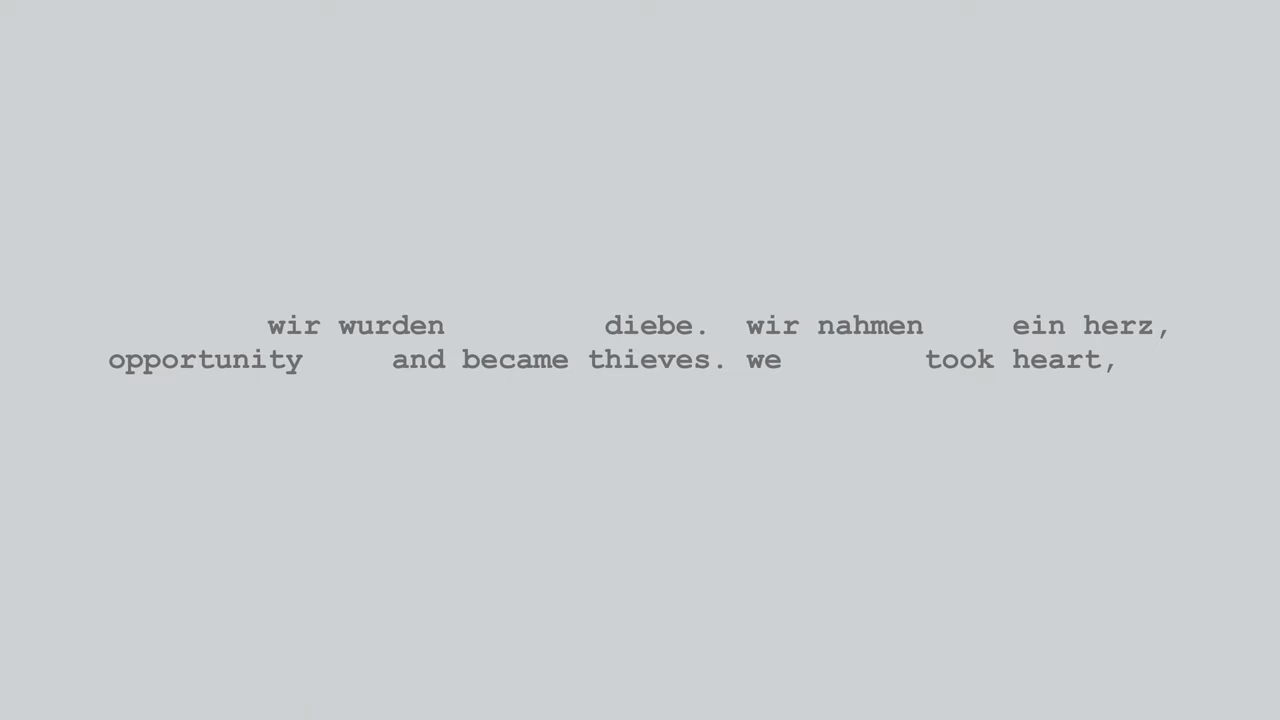 wir wurden diebe. wir nahmen ein herz,
opportunity and became thieves. we took heart,